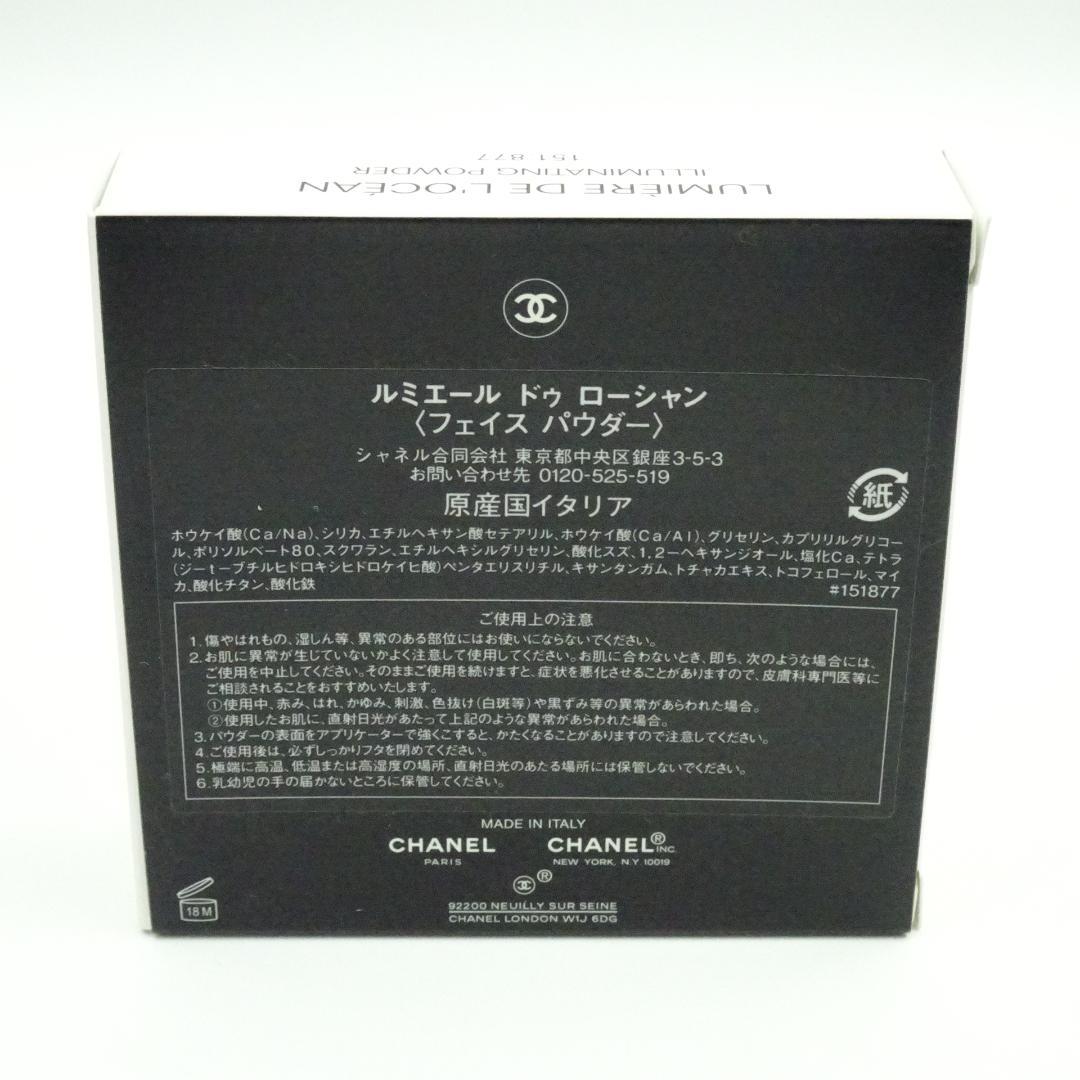 LUMIÈRE DE L'OCÉAN
ILLUMINATING POWDER
151 877
ルミエール ドゥ ローシャン
〈フェイス パウダー〉
シャネル合同会社 東京都中央区銀座3-5-3
お問い合わせ先 0120-525-519
原産国イタリア
紙
ホウケイ酸(Ca/Na)、シリカ、エチルヘキサン酸セテアリル、ホウケイ酸(Ca/Al)、グリセリン、カプリリルグリコー
ル、ポリソルベート80、スクワラン、エチルヘキシルグリセリン、酸化スズ、1,2-ヘキサンジオール、塩化Ca、テトラ
(ジ-t-ブチルヒドロキシヒドロケイヒ酸)ペンタエリスリチル、キサンタンガム、トチャカエキス、トコフェロール、マイ
カ、酸化チタン、酸化鉄 #151877
ご使用上の注意
1.傷やはれもの、湿しん等、異常のある部位にはお使いにならないでください。
2.お肌に異常が生じていないかよく注意して使用してください。お肌に合わないとき、即ち、次のような場合には、
ご使用を中止してください。そのままご使用を続けますと、症状を悪化させることがありますので、皮膚科専門医等に
ご相談されることをおすすめいたします。
①使用中、赤み、はれ、かゆみ、刺激、色抜け(白斑等)や黒ずみ等の異常があらわれた場合。
②使用したお肌に、直射日光があたって上記のような異常があらわれた場合。
3.パウダーの表面をアプリケーターで強くこすると、かたくなることがありますので注意してください。
4.ご使用後は、必ずしっかりフタを閉めてください。
5.極端に高温、低温または高湿度の場所、直射日光のあたる場所には保管しないでください。
6.乳幼児の手の届かないところに保管してください。
MADE IN ITALY
CHANEL CHANEL® INC.
PARIS NEW YORK, N.Y. 10019
®
18 M
92200 NEUILLY SUR SEINE
CHANEL LONDON W1J 6DG